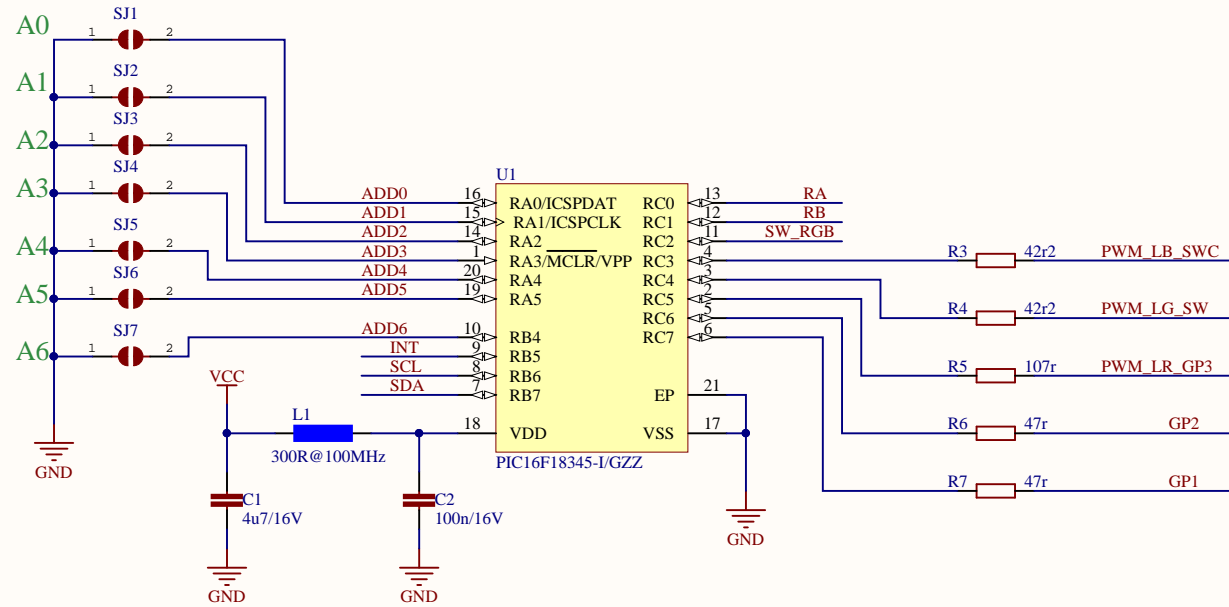 A0
SJ1
1 2
A1
SJ2
1 2
A2
SJ3
1 2
A3
SJ4
1 2
A4
SJ5
1 2
A5
SJ6
1 2
A6
SJ7
1 2
GND
ADD0
ADD1
ADD2
ADD3
ADD4
ADD5
ADD6
INT
SCL
SDA
U1
16 RA0/ICSPDAT RC0 13 RA
15 RA1/ICSPCLK RC1 12 RB
14 RA2 RC2 11 SW_RGB
1 RA3/MCLR/VPP RC3 4
20 RA4 RC4 3
19 RA5 RC5 2
RC6 5
10 RB4 RC7 6
9 RB5
8 RB6 EP 21
7 RB7
18 VDD VSS 17
PIC16F18345-I/GZZ
VCC
L1
300R@100MHz
C1
4u7/16V
GND
C2
100n/16V
GND
GND
R3 42r2 PWM_LB_SWC
R4 42r2 PWM_LG_SW
R5 107r PWM_LR_GP3
R6 47r GP2
R7 47r GP1